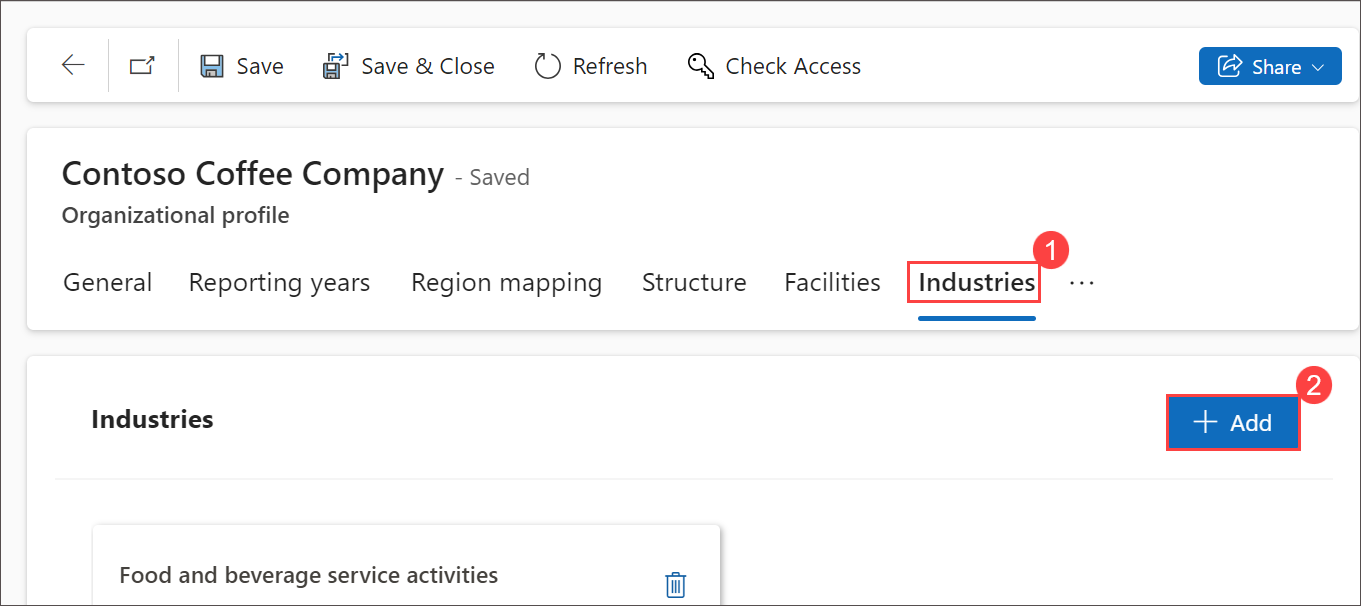 Save Save & Close Refresh Check Access Share
Contoso Coffee Company - Saved
Organizational profile
1
General Reporting years Region mapping Structure Facilities Industries ...
2
Industries + Add
Food and beverage service activities